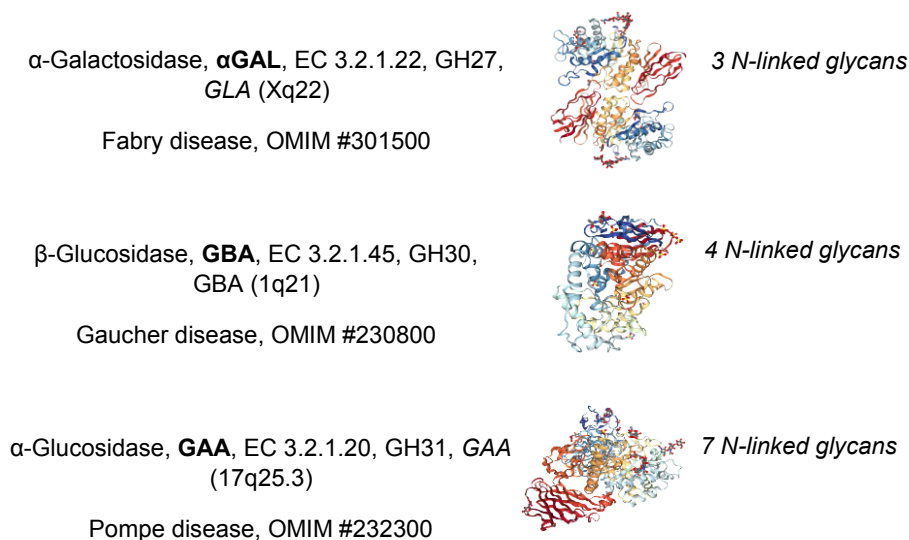 α-Galactosidase, αGAL, EC 3.2.1.22, GH27,
GLA (Xq22)
3 N-linked glycans
Fabry disease, OMIM #301500
β-Glucosidase, GBA, EC 3.2.1.45, GH30,
GBA (1q21)
4 N-linked glycans
Gaucher disease, OMIM #230800
α-Glucosidase, GAA, EC 3.2.1.20, GH31, GAA
(17q25.3)
7 N-linked glycans
Pompe disease, OMIM #232300